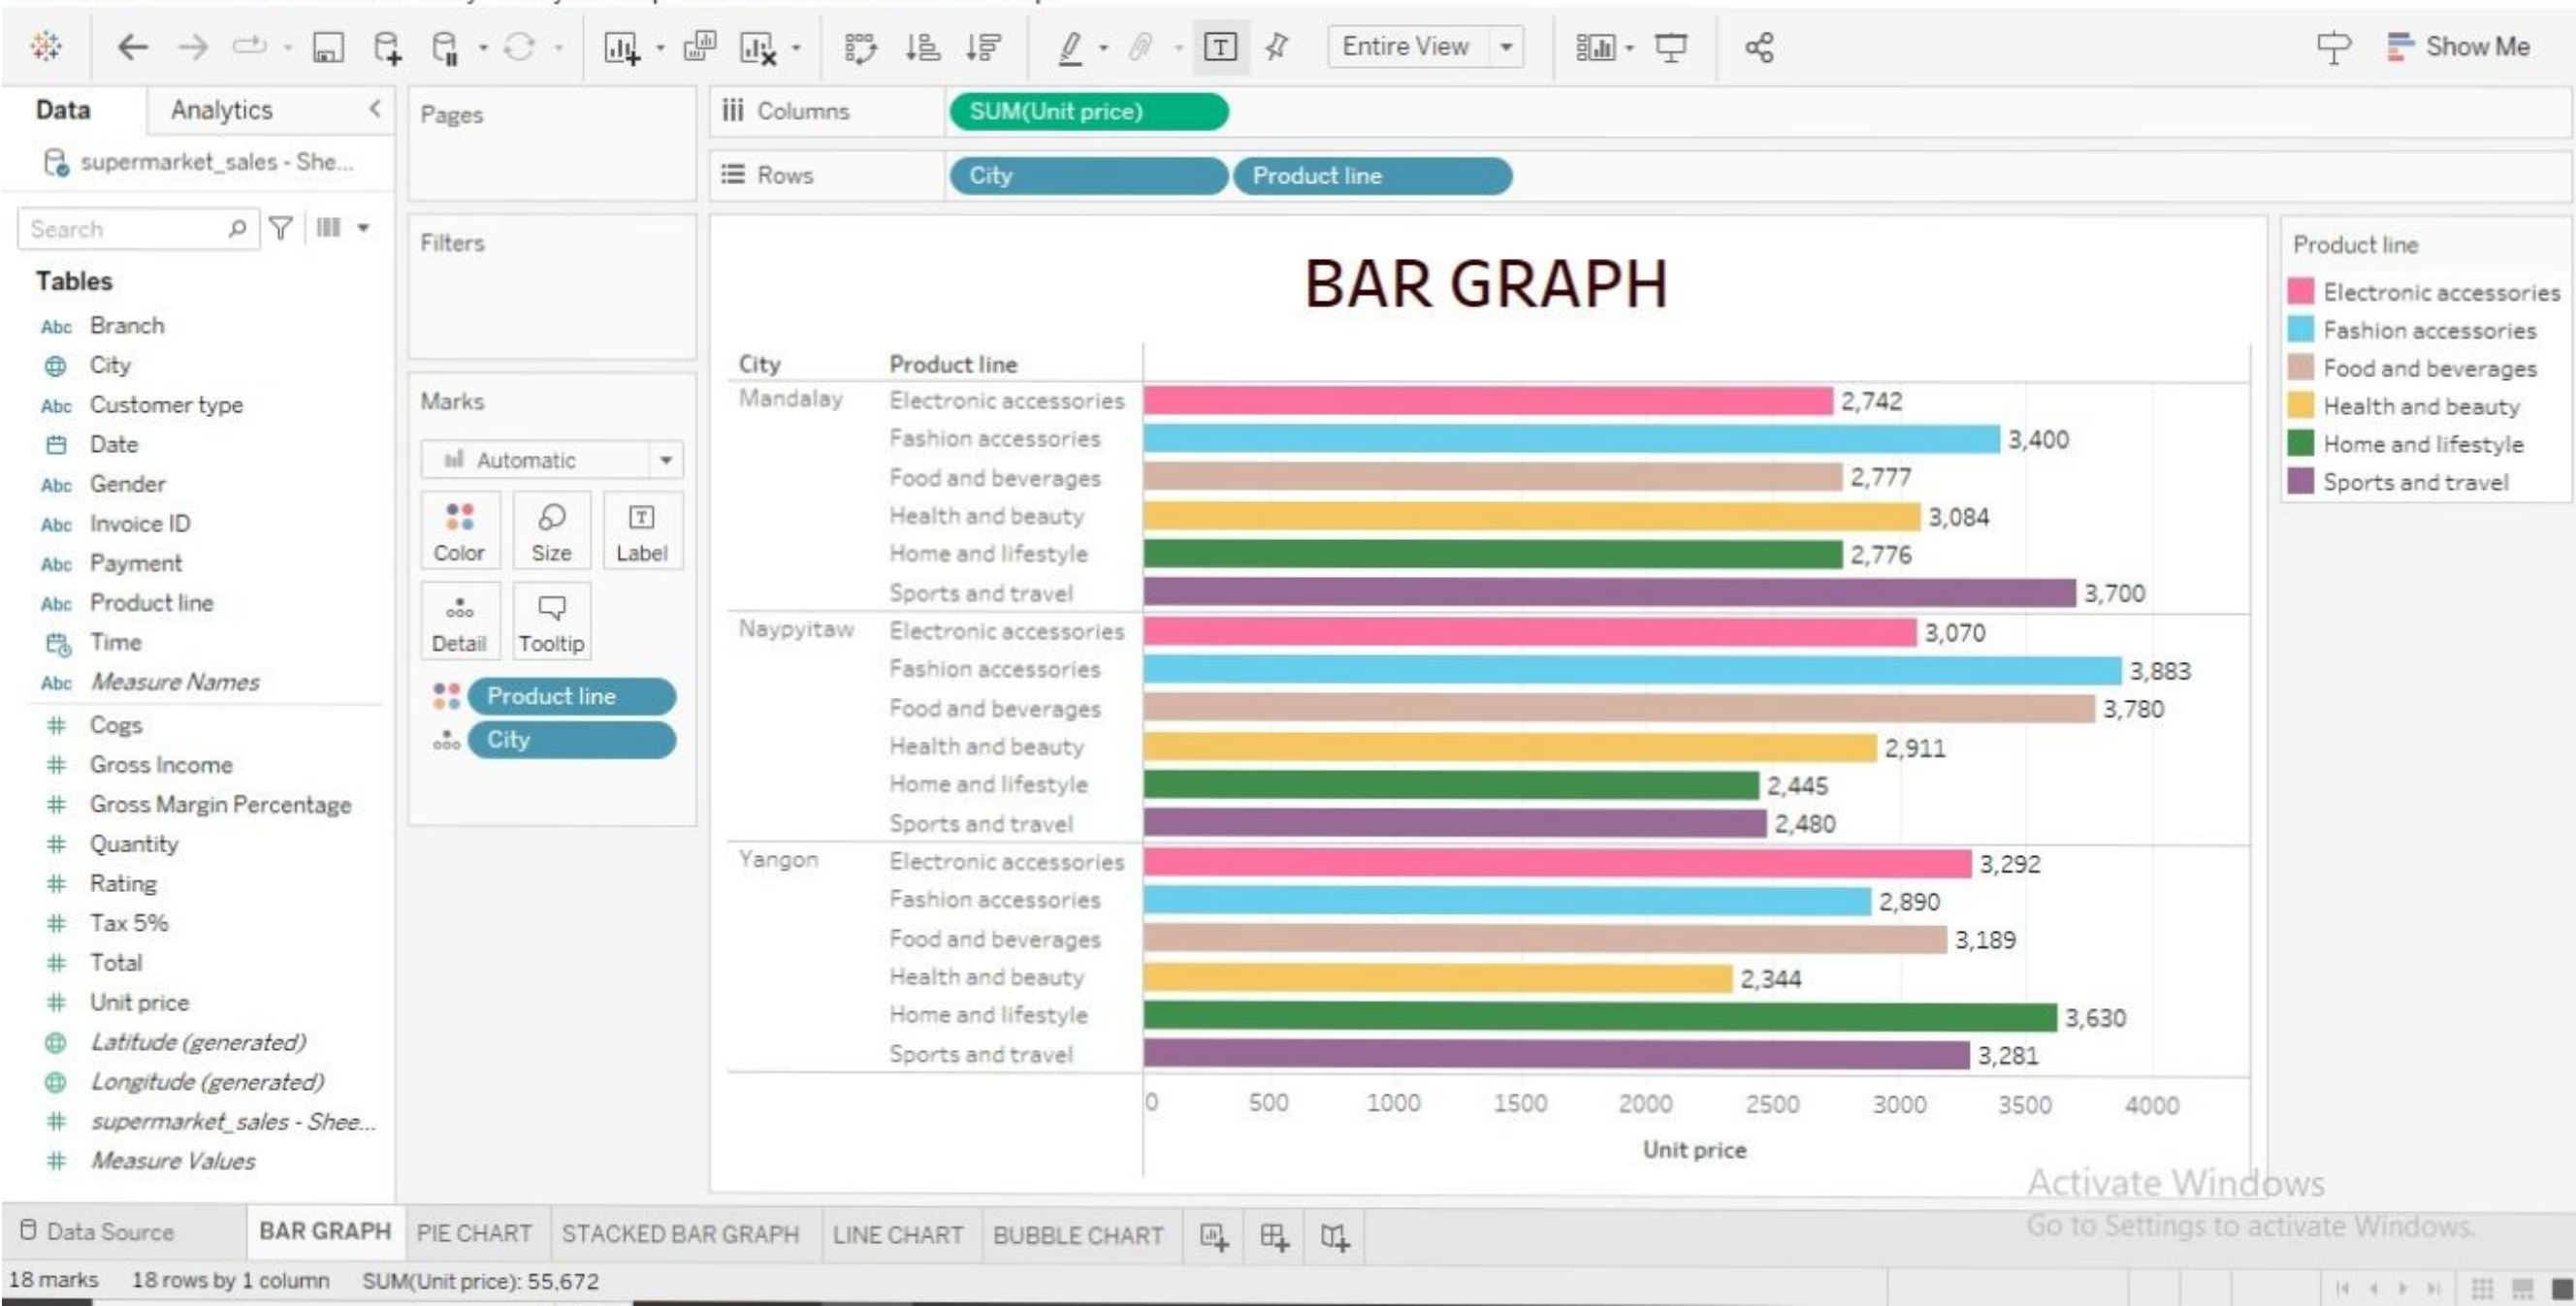 Entire View
Show Me
Data Analytics
Pages
Columns SUM(Unit price)
supermarket_sales - She...
Rows City Product line
Search
Filters
Tables
Abc Branch
City
Abc Customer type
Date
Abc Gender
Abc Invoice ID
Abc Payment
Abc Product line
Time
Abc Measure Names
# Cogs
# Gross Income
# Gross Margin Percentage
# Quantity
# Rating
# Tax 5%
# Total
# Unit price
Latitude (generated)
Longitude (generated)
# supermarket_sales - Shee...
# Measure Values
Marks
Automatic
Color Size Label
Detail Tooltip
Product line
City
BAR GRAPH
City Product line
Mandalay Electronic accessories 2,742
Fashion accessories 3,400
Food and beverages 2,777
Health and beauty 3,084
Home and lifestyle 2,776
Sports and travel 3,700
Naypyitaw Electronic accessories 3,070
Fashion accessories 3,883
Food and beverages 3,780
Health and beauty 2,911
Home and lifestyle 2,445
Sports and travel 2,480
Yangon Electronic accessories 3,292
Fashion accessories 2,890
Food and beverages 3,189
Health and beauty 2,344
Home and lifestyle 3,630
Sports and travel 3,281
0 500 1000 1500 2000 2500 3000 3500 4000
Unit price
Product line
Electronic accessories
Fashion accessories
Food and beverages
Health and beauty
Home and lifestyle
Sports and travel
Activate Windows
Go to Settings to activate Windows.
Data Source BAR GRAPH PIE CHART STACKED BAR GRAPH LINE CHART BUBBLE CHART
18 marks 18 rows by 1 column SUM(Unit price): 55,672